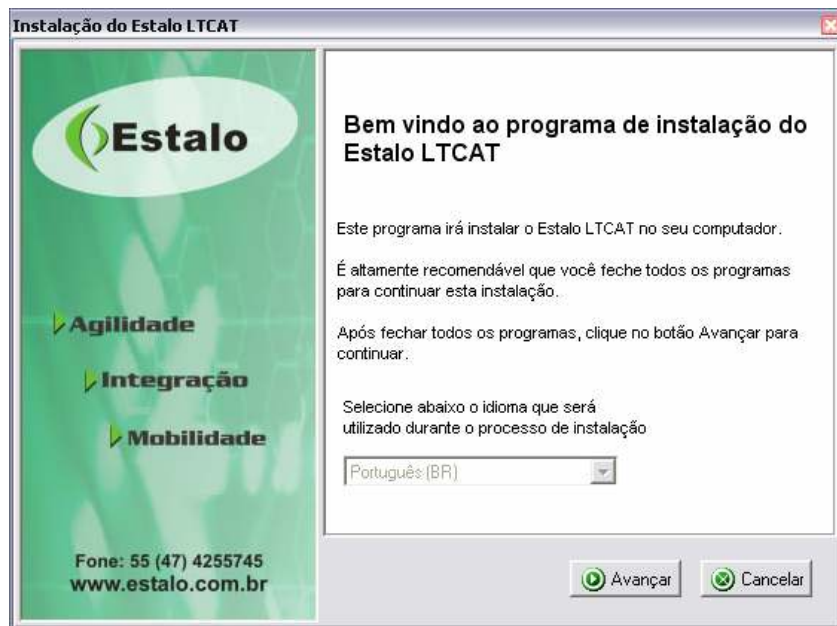 Instalação do Estalo LTCAT
Estalo
Agilidade
Integração
Mobilidade
Fone: 55 (47) 4255745
www.estalo.com.br
Bem vindo ao programa de instalação do
Estalo LTCAT
Este programa irá instalar o Estalo LTCAT no seu computador.
É altamente recomendável que você feche todos os programas
para continuar esta instalação.
Após fechar todos os programas, clique no botão Avançar para
continuar.
Selecione abaixo o idioma que será
utilizado durante o processo de instalação
Português (BR)
Avançar
Cancelar